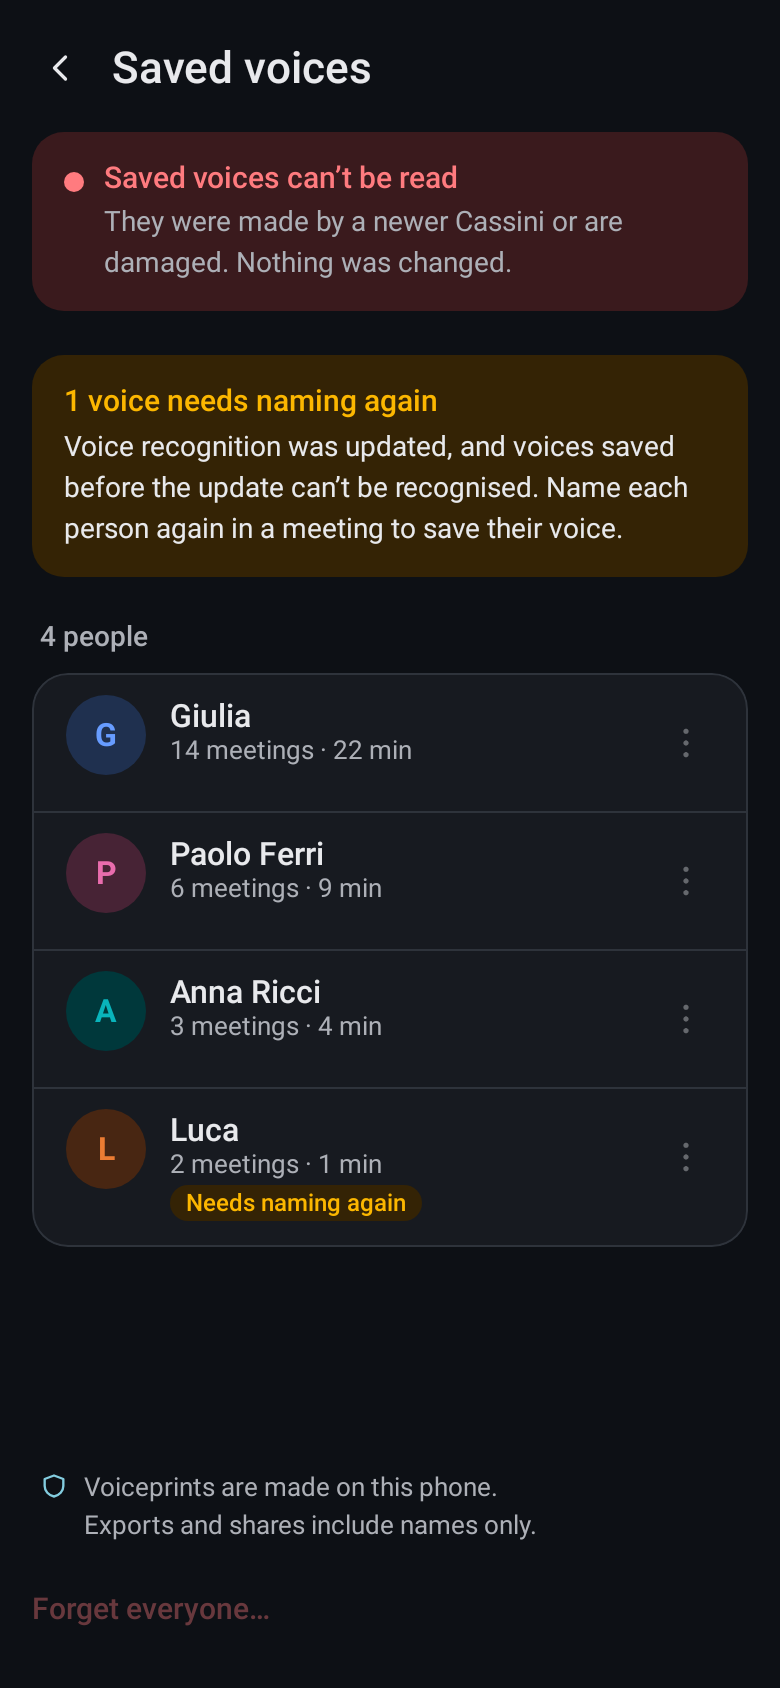 Saved voices
Saved voices can’t be read
They were made by a newer Cassini or are
damaged. Nothing was changed.
1 voice needs naming again
Voice recognition was updated, and voices saved
before the update can’t be recognised. Name each
person again in a meeting to save their voice.
4 people
G
Giulia
14 meetings · 22 min
P
Paolo Ferri
6 meetings · 9 min
A
Anna Ricci
3 meetings · 4 min
L
Luca
2 meetings · 1 min
Needs naming again
Voiceprints are made on this phone.
Exports and shares include names only.
Forget everyone…